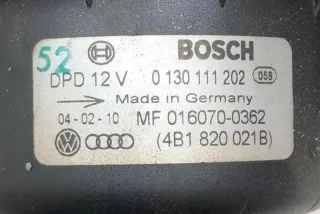 52 BOSCH
DPD 12 V 0 130 111 202 059
Made in Germany
04-02-10 MF 016070-0362
(4B1 820 021B)